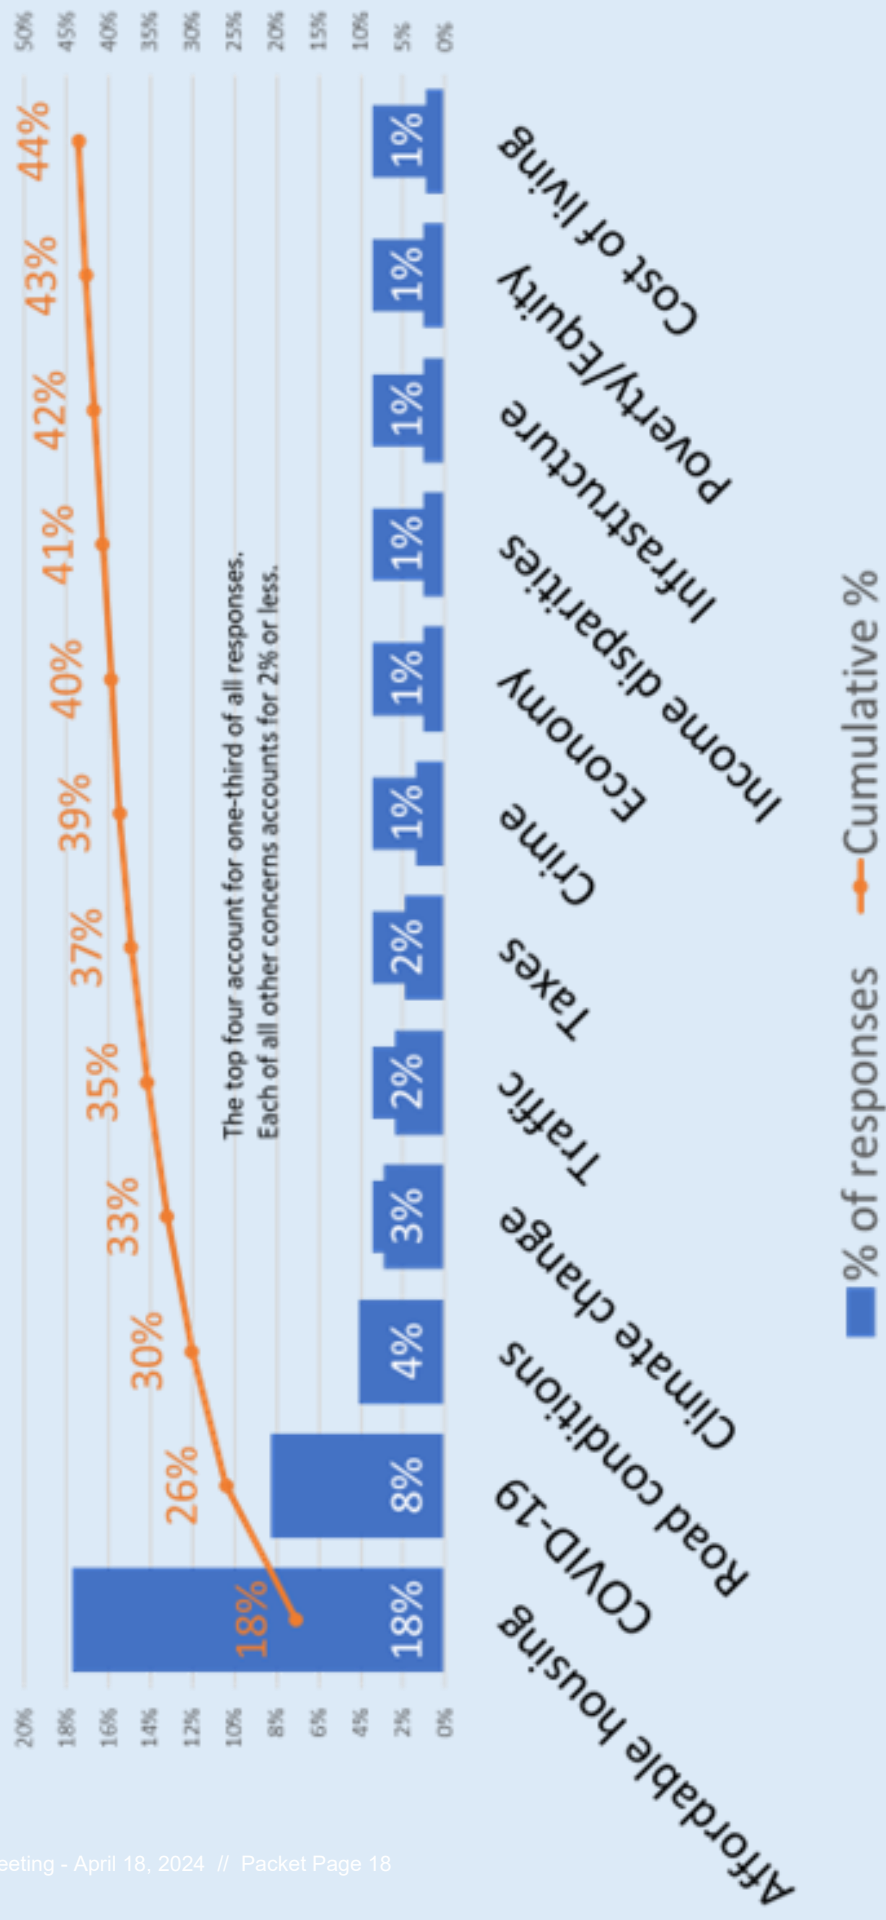 44%
43%
42%
41%
40%
39%
37%
35%
33%
30%
26%
18%
50%
45%
40%
35%
30%
25%
20%
15%
10%
5%
0%
20%
18%
16%
14%
12%
10%
8%
6%
4%
2%
0%
The top four account for one-third of all responses.
Each of all other concerns accounts for 2% or less.
18%
8%
4%
3%
2%
2%
1%
1%
1%
1%
1%
1%
Affordable housing
COVID-19
Road conditions
Climate change
Traffic
Taxes
Crime
Economy
Income disparities
Infrastructure
Poverty/Equity
Cost of living
% of responses
Cumulative %
eeting - April 18, 2024 // Packet Page 18